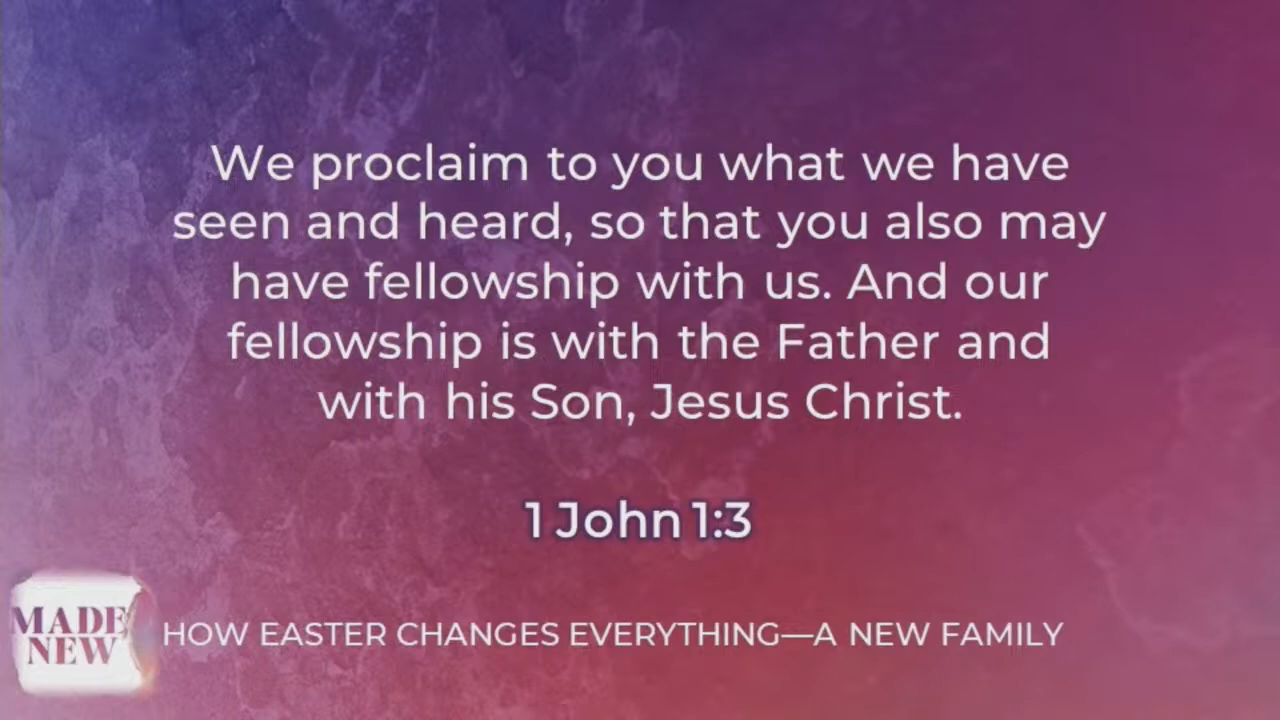 We proclaim to you what we have
seen and heard, so that you also may
have fellowship with us. And our
fellowship is with the Father and
with his Son, Jesus Christ.
1 John 1:3
MADE
NEW
HOW EASTER CHANGES EVERYTHING—A NEW FAMILY